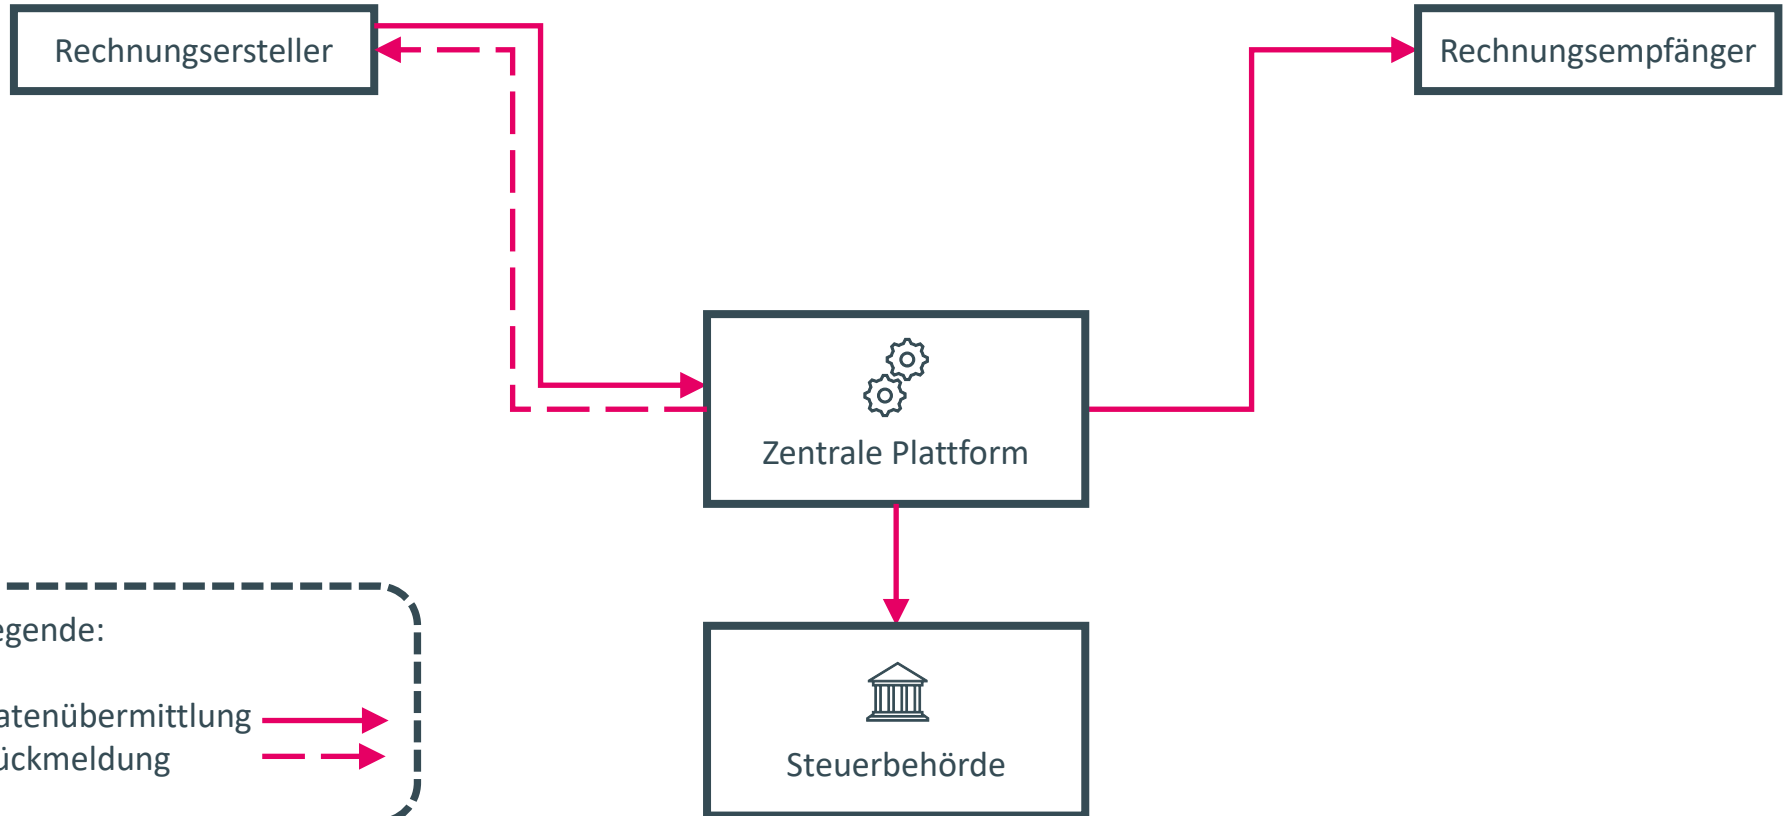 Rechnungsersteller
Rechnungsempfänger
Zentrale Plattform
egende:
atenübermittlung
ückmeldung
Steuerbehörde